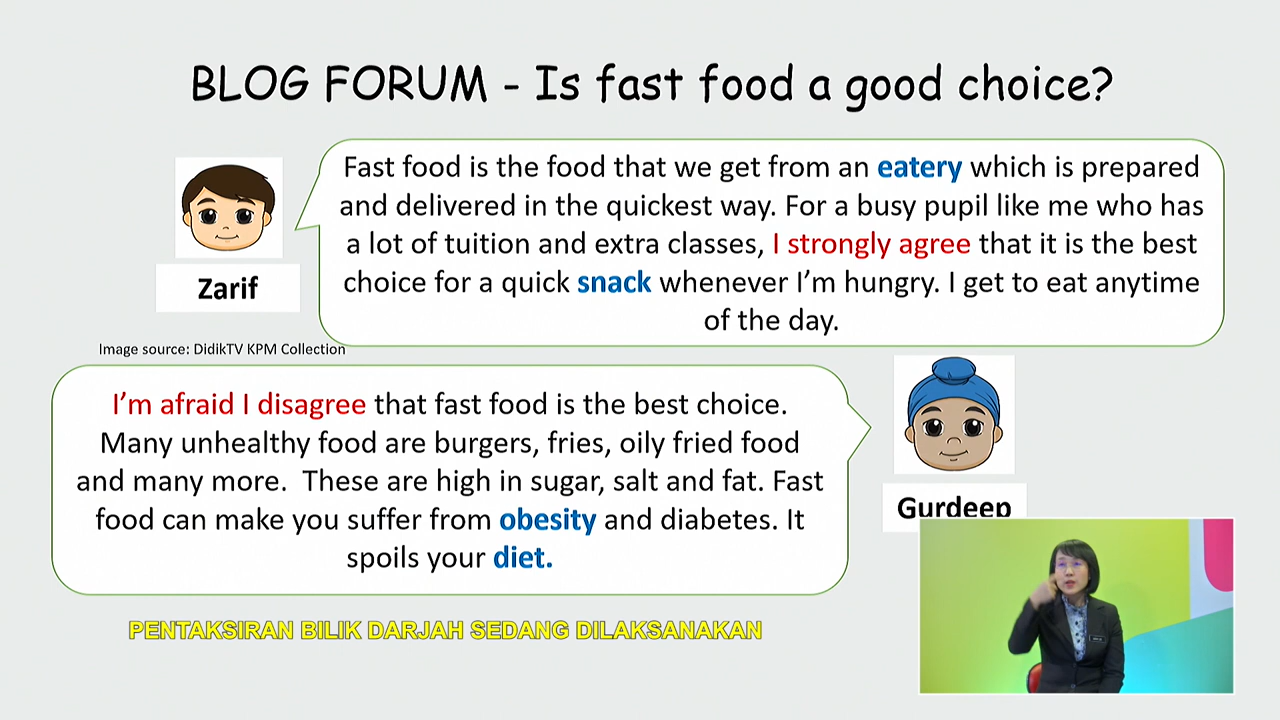 BLOG FORUM - Is fast food a good choice?
Fast food is the food that we get from an eatery which is prepared
and delivered in the quickest way. For a busy pupil like me who has
a lot of tuition and extra classes, I strongly agree that it is the best
choice for a quick snack whenever I'm hungry. I get to eat anytime
of the day.
Zarif
Image source: DidikTV KPM Collection
I'm afraid I disagree that fast food is the best choice.
Many unhealthy food are burgers, fries, oily fried food
and many more.  These are high in sugar, salt and fat. Fast
food can make you suffer from obesity and diabetes. It
spoils your diet.
Gurdeep
PENTAKSIRAN BILIK DARJAH SEDANG DILAKSANAKAN